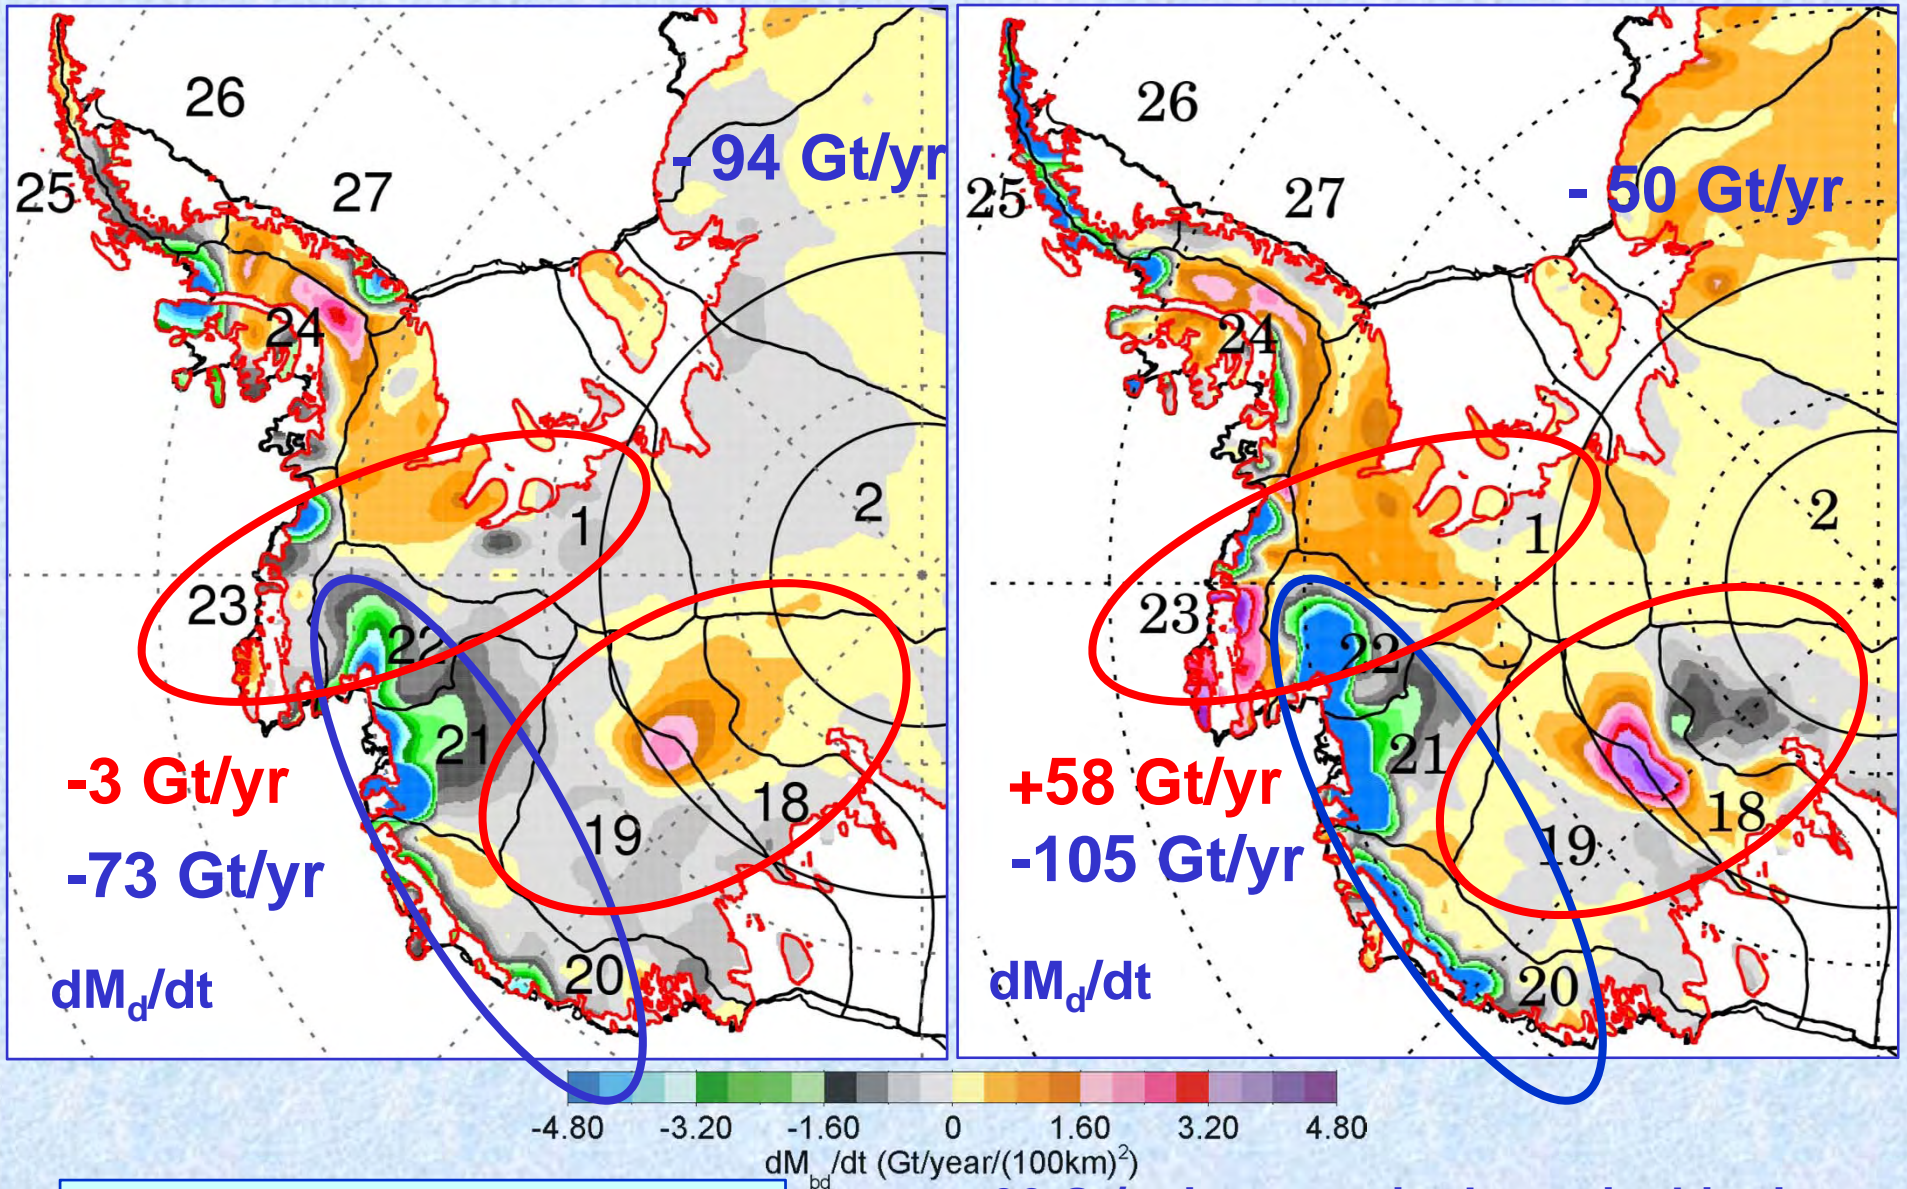 26
- 94 Gt/yr
25
27
24
2
1
23
22
21
-3 Gt/yr
18
19
-73 Gt/yr
20
dMd/dt
26
- 50 Gt/yr
25
27
24
2
1
23
22
21
+58 Gt/yr
18
19
-105 Gt/yr
20
dMd/dt
-4.80 -3.20 -1.60 0 1.60 3.20 4.80
dMbd/dt (Gt/year/(100km)2)